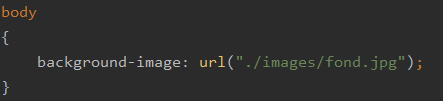 body
{
    background-image: url("./images/fond.jpg");
}